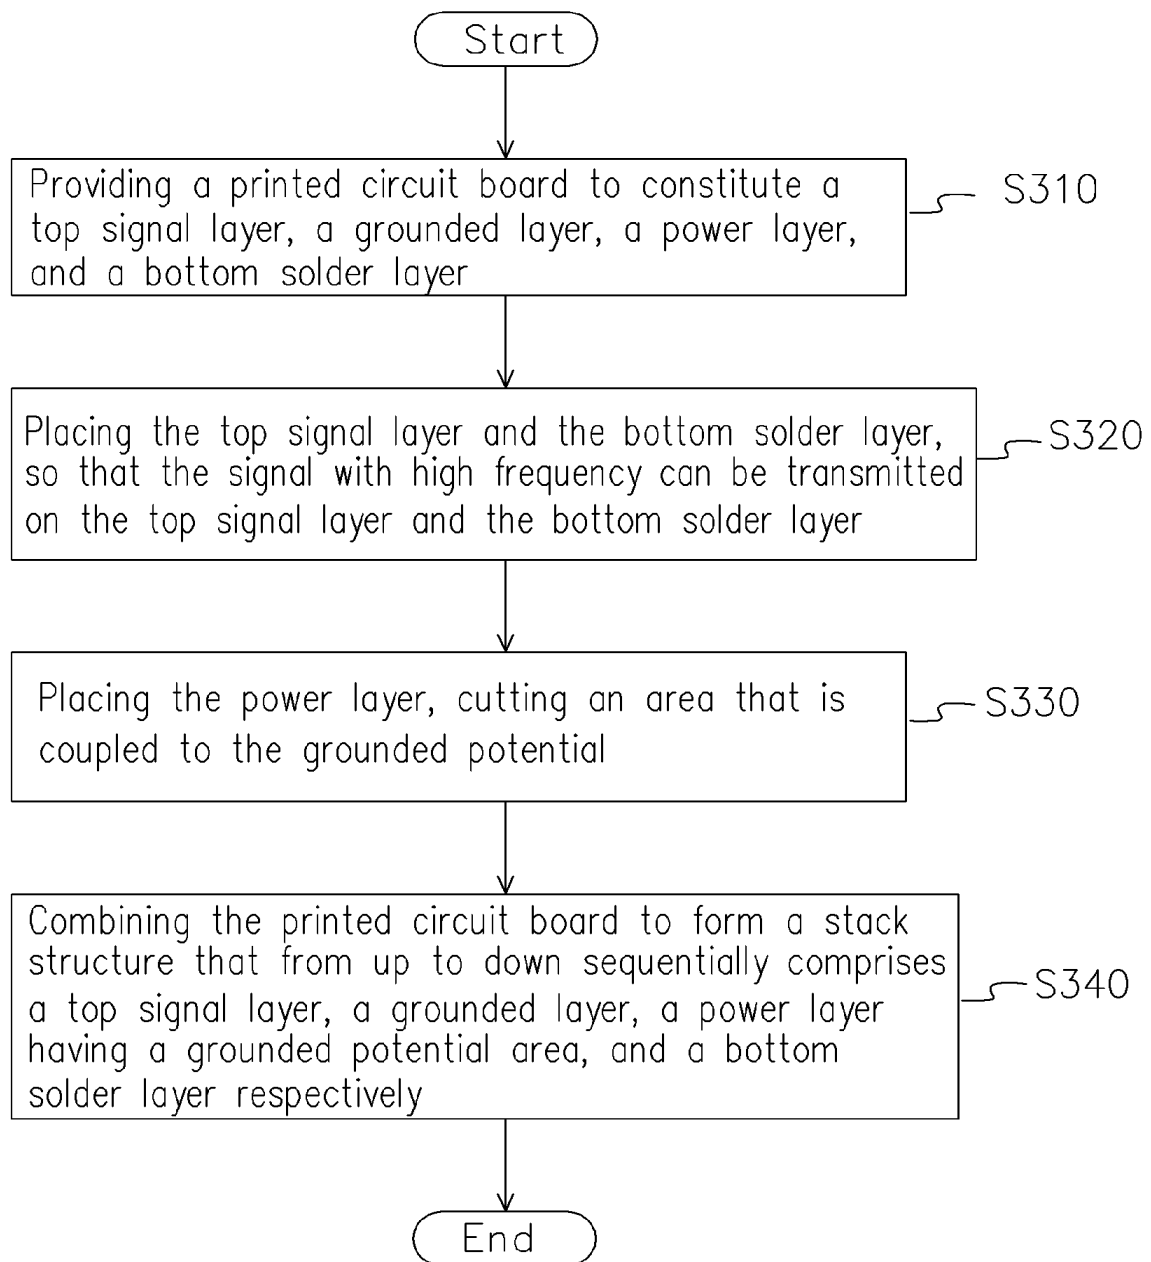 Start
Providing a printed circuit board to constitute a
top signal layer, a grounded layer, a power layer,
and a bottom solder layer
S310
Placing the top signal layer and the bottom solder layer,
so that the signal with high frequency can be transmitted
on the top signal layer and the bottom solder layer
S320
Placing the power layer, cutting an area that is
coupled to the grounded potential
S330
Combining the printed circuit board to form a stack
structure that from up to down sequentially comprises
a top signal layer, a grounded layer, a power layer
having a grounded potential area, and a bottom
solder layer respectively
S340
End